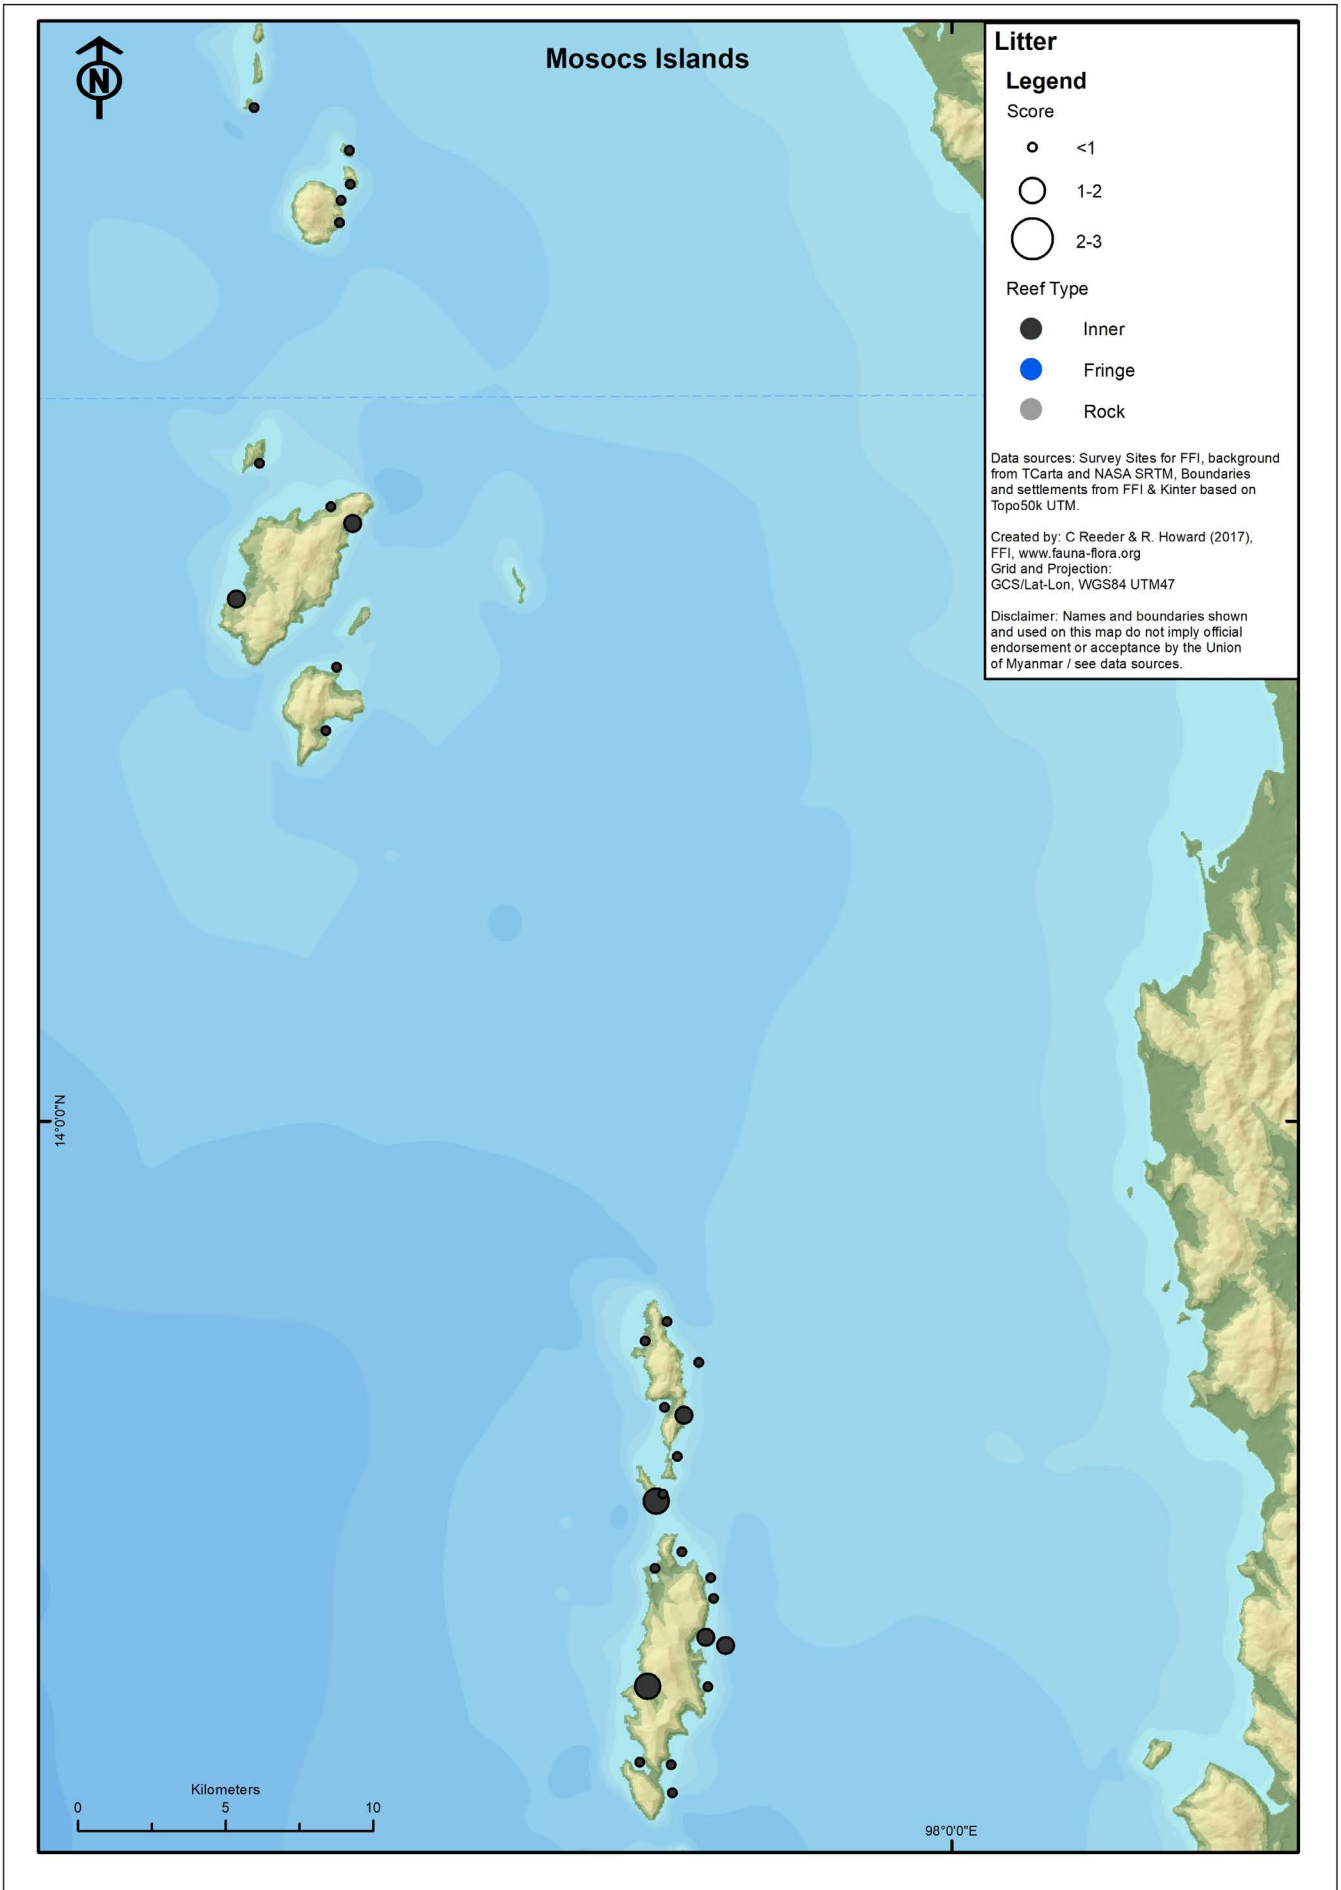 Mosocs Islands
N
Litter
Legend
Score
<1
1-2
2-3
Reef Type
Inner
Fringe
Rock
Data sources: Survey Sites for FFI, background
from TCarta and NASA SRTM, Boundaries
and settlements from FFI & Kinter based on
Topo50k UTM.
Created by: C Reeder & R. Howard (2017),
FFI, www.fauna-flora.org
Grid and Projection:
GCS/Lat-Lon, WGS84 UTM47
Disclaimer: Names and boundaries shown
and used on this map do not imply official
endorsement or acceptance by the Union
of Myanmar / see data sources.
14°0'0"N
Kilometers
0 5 10
98°0'0"E